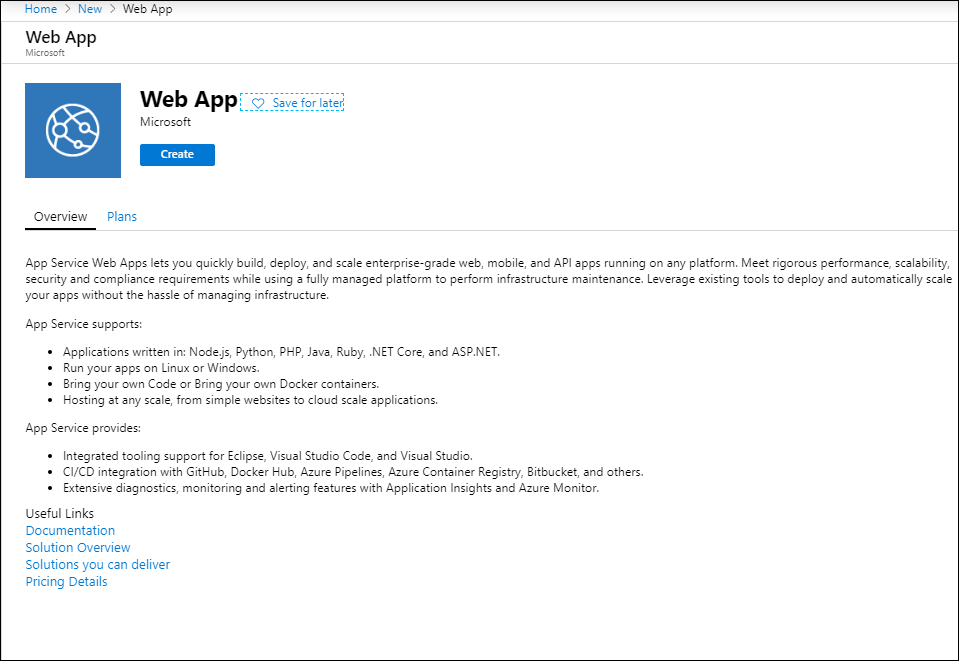 Home > New > Web App
Web App
Microsoft
Web App
Save for later
Microsoft
Create
Overview Plans
App Service Web Apps lets you quickly build, deploy, and scale enterprise-grade web, mobile, and API apps running on any platform. Meet rigorous performance, scalability,
security and compliance requirements while using a fully managed platform to perform infrastructure maintenance. Leverage existing tools to deploy and automatically scale
your apps without the hassle of managing infrastructure.
App Service supports:
• Applications written in: Node.js, Python, PHP, Java, Ruby, .NET Core, and ASP.NET.
• Run your apps on Linux or Windows.
• Bring your own Code or Bring your own Docker containers.
• Hosting at any scale, from simple websites to cloud scale applications.
App Service provides:
• Integrated tooling support for Eclipse, Visual Studio Code, and Visual Studio.
• CI/CD integration with GitHub, Docker Hub, Azure Pipelines, Azure Container Registry, Bitbucket, and others.
• Extensive diagnostics, monitoring and alerting features with Application Insights and Azure Monitor.
Useful Links
Documentation
Solution Overview
Solutions you can deliver
Pricing Details